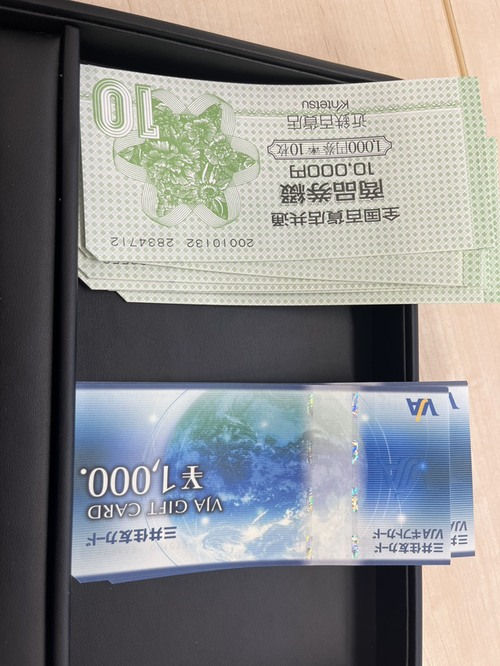 全国百貨店共通
商品券綴
10,000円
1,000円券 * 10枚
近鉄百貨店
Kintetsu
10
20010132 2834712
三井住友カード
VJAギフトカード
三井住友カード
VJA GIFT CARD
¥1,000.
VJA